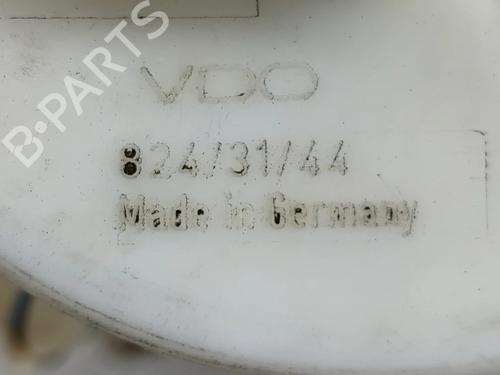 B-PARTS
VDO
824/31/44
Made in Germany